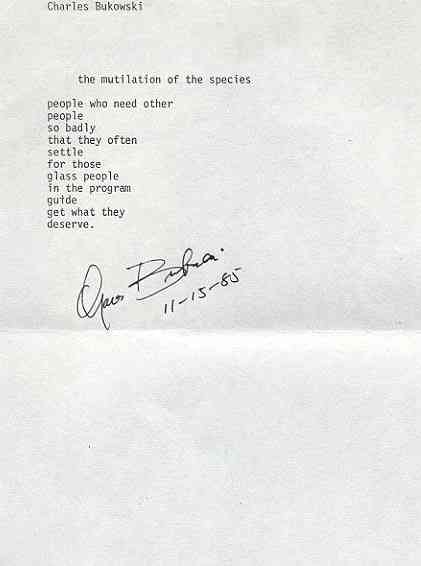 Charles Bukowski
the mutilation of the species
people who need other
people
so badly
that they often
settle
for those
glass people
in the program
guide
get what they
deserve.
Charles Bukowski
11-15-85